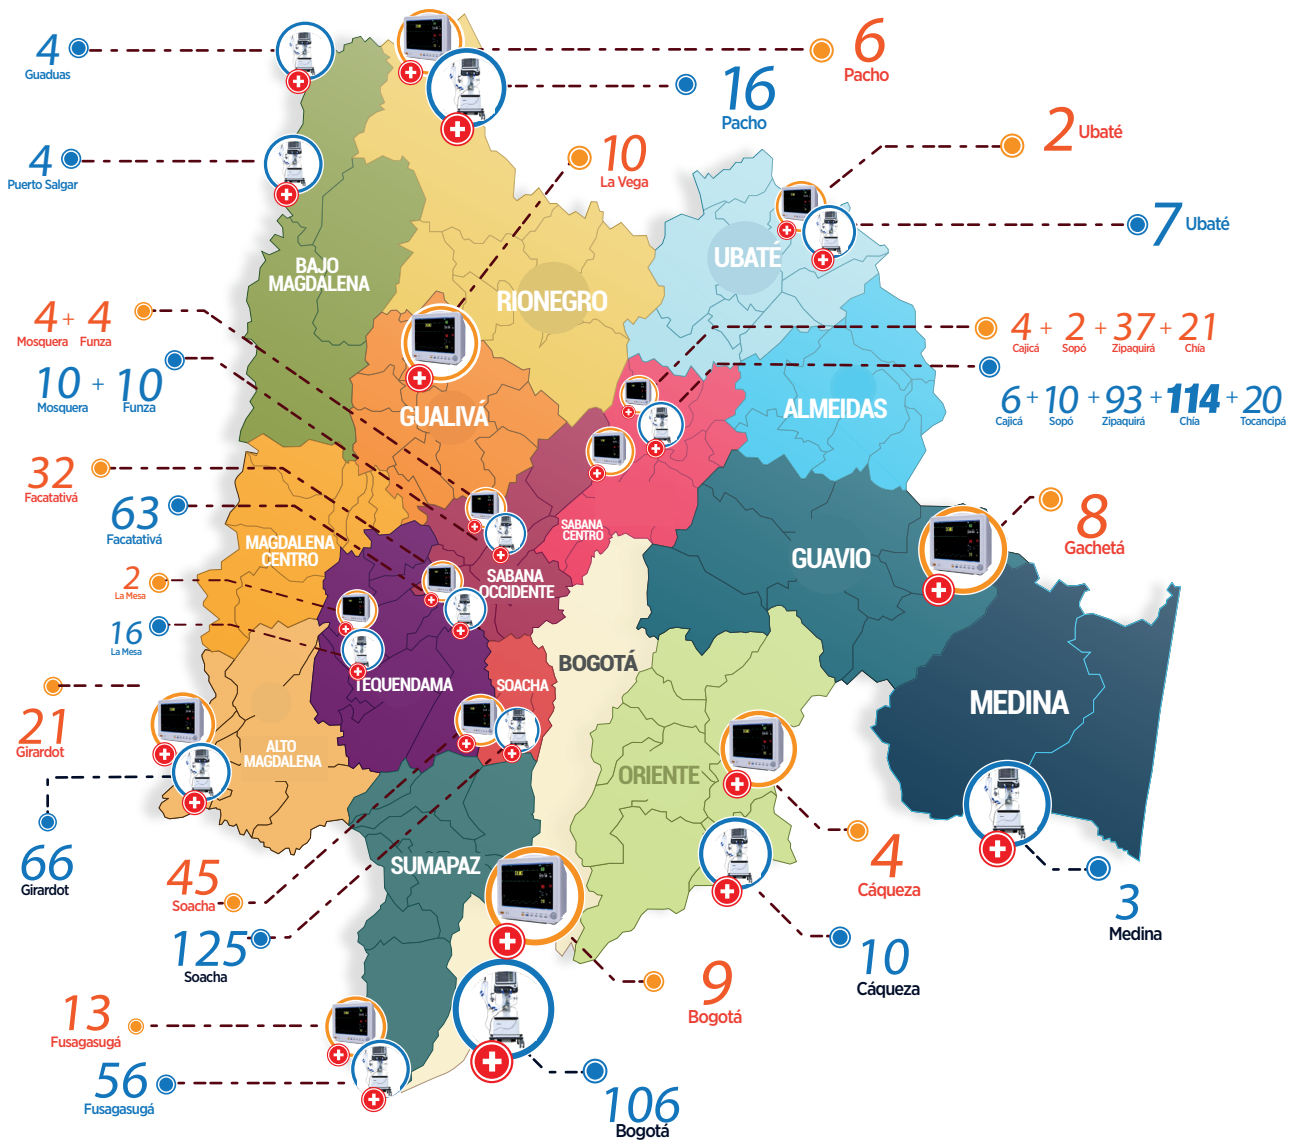 4
Guaduas
6
Pacho
16
Pacho
4
Puerto Salgar
10
La Vega
2 Ubaté
7 Ubaté
BAJO
MAGDALENA
RIONEGRO
UBATÉ
4 + 4
Mosquera Funza
10 + 10
Mosquera Funza
4 + 2 + 37 + 21
Cajicá Sopó Zipaquirá Chía
6 + 10 + 93 + 114 + 20
Cajicá Sopó Zipaquirá Chía Tocancipá
GUALIVÁ
ALMEIDAS
32
Facatativá
63
Facatativá
MAGDALENA
CENTRO
SABANA
CENTRO
SABANA
OCCIDENTE
GUAVIO
8
Gachetá
2
La Mesa
16
La Mesa
TEQUENDAMA
SOACHA
BOGOTÁ
MEDINA
21
Girardot
ALTO
MAGDALENA
ORIENTE
66
Girardot
SUMAPAZ
45
Soacha
125
Soacha
4
Cáqueza
10
Cáqueza
3
Medina
9
Bogotá
13
Fusagasugá
56
Fusagasugá
106
Bogotá